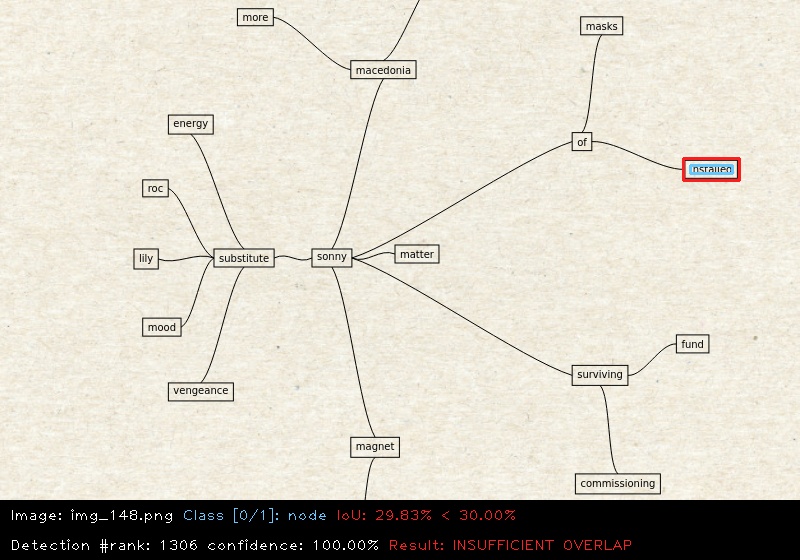 more
masks
macedonia
energy
of
roc
lily
substitute
sonny
matter
mood
fund
surviving
vengeance
magnet
commissioning
Image: img_148.png Class [0/1]: node IoU: 29.83% < 30.00%
Detection #rank: 1306 confidence: 100.00% Result: INSUFFICIENT OVERLAP